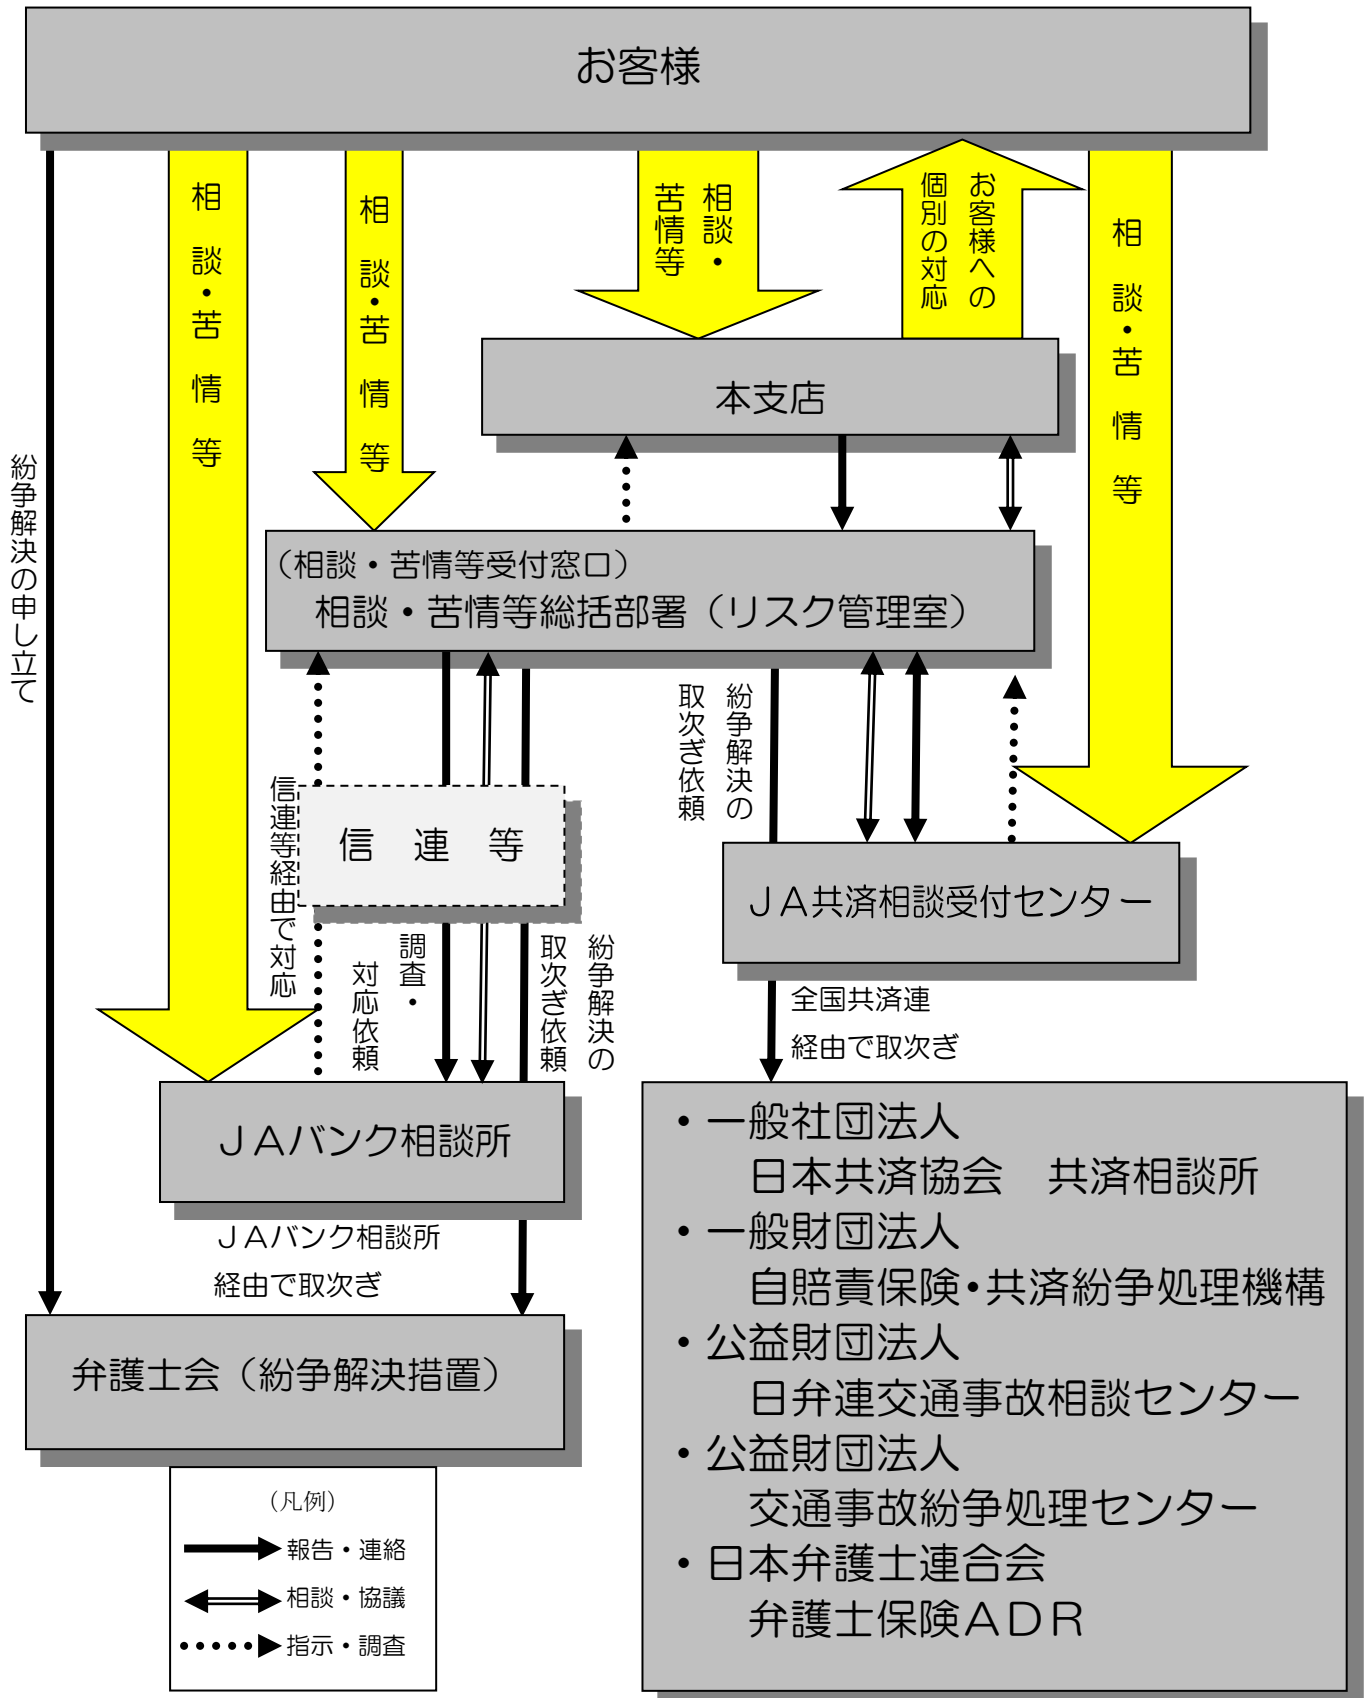 お客様
相談・苦情等
相談・苦情等
相談・
苦情等
お客様への
個別の対応
相談・苦情等
本支店
紛争解決の申し立て
（相談・苦情等受付窓口）
相談・苦情等総括部署（リスク管理室）
紛争解決の
取次ぎ依頼
信連等経由で対応
信　連　等
ＪＡ共済相談受付センター
調査・
対応依頼
紛争解決の
取次ぎ依頼
全国共済連
経由で取次ぎ
ＪＡバンク相談所
ＪＡバンク相談所
経由で取次ぎ
弁護士会（紛争解決措置）
・一般社団法人
日本共済協会　共済相談所
・一般財団法人
自賠責保険・共済紛争処理機構
・公益財団法人
日弁連交通事故相談センター
・公益財団法人
交通事故紛争処理センター
・日本弁護士連合会
弁護士保険ＡＤＲ
（凡例）
報告・連絡
相談・協議
指示・調査